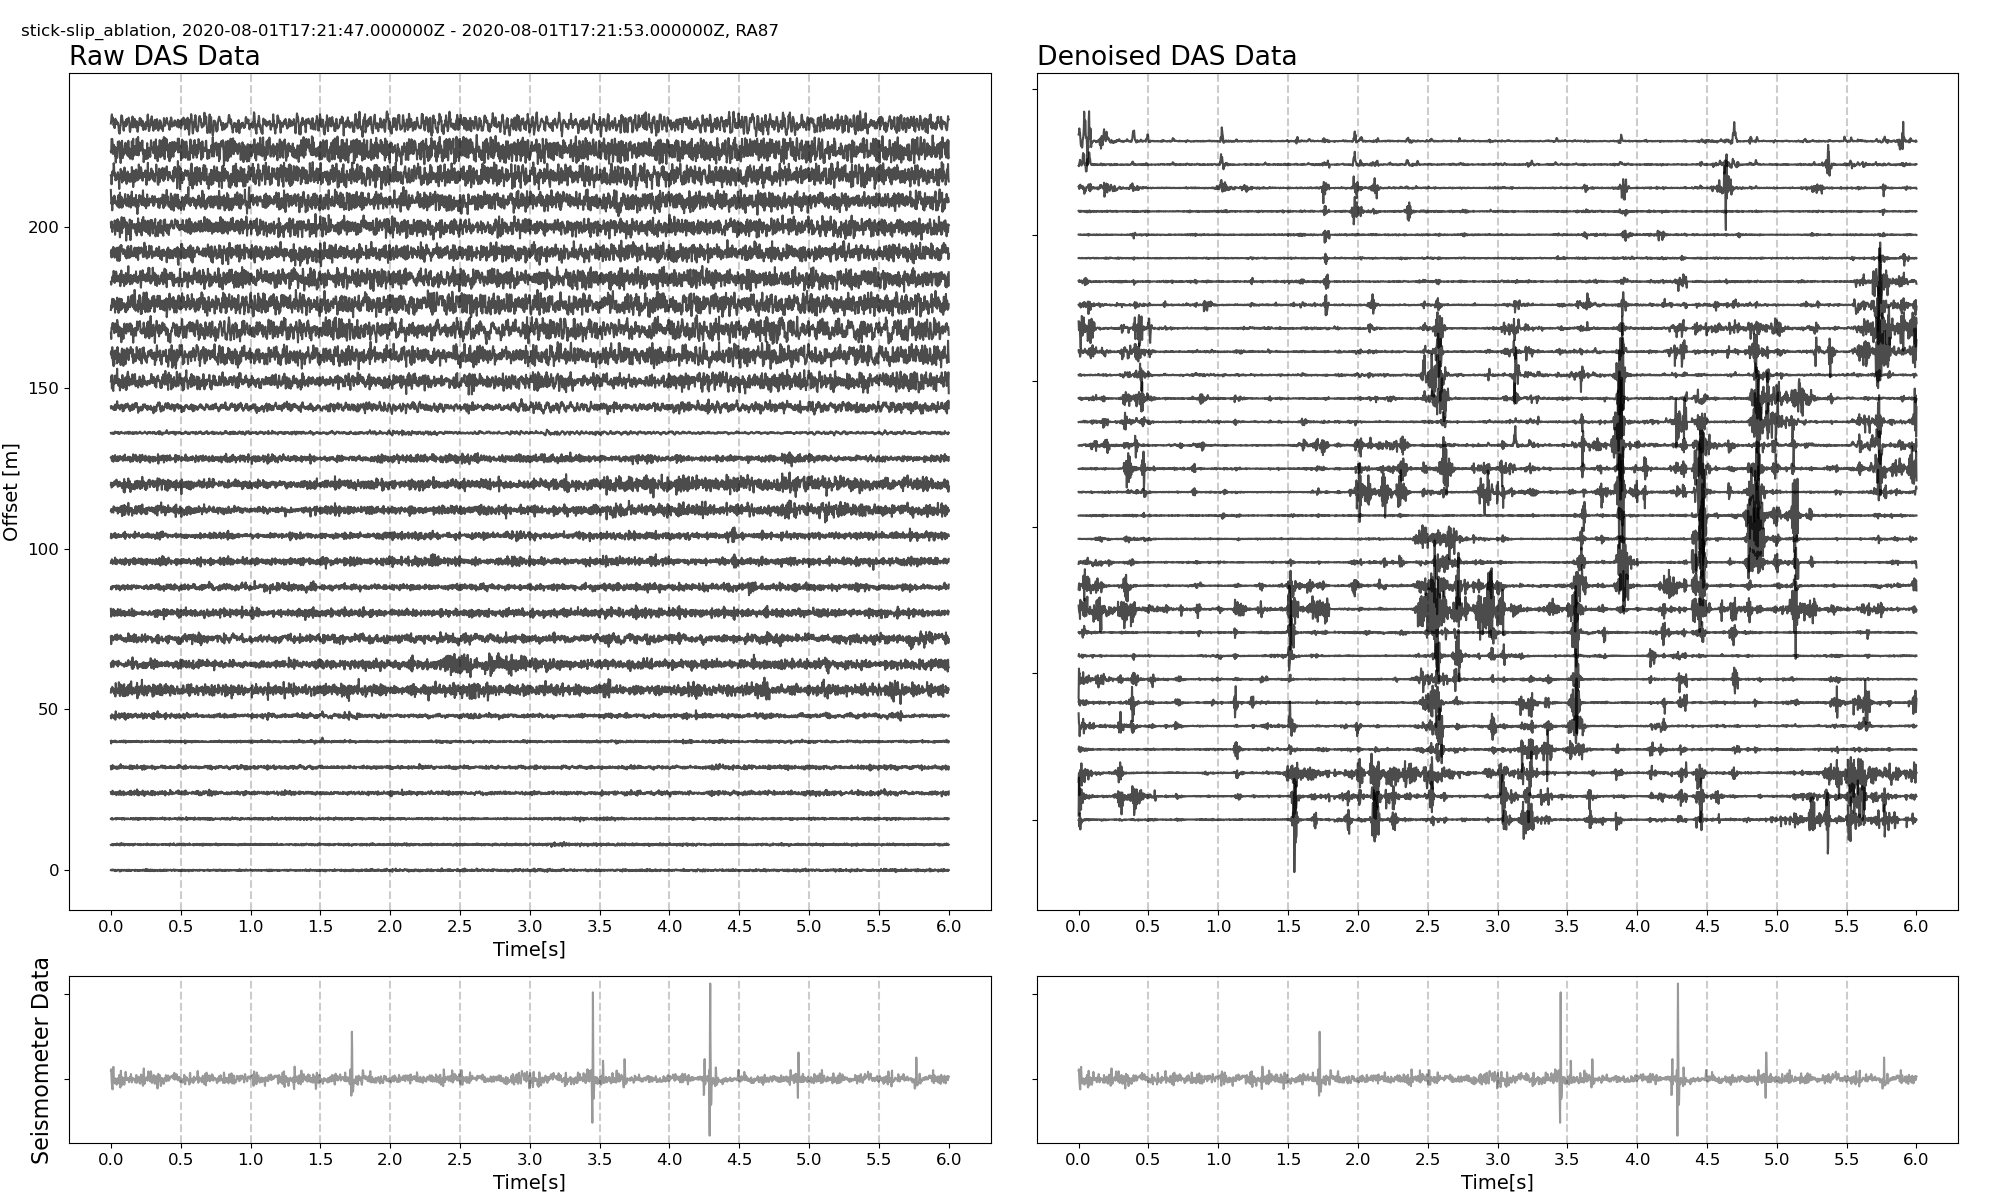 stick-slip_ablation, 2020-08-01T17:21:47.000000Z - 2020-08-01T17:21:53.000000Z, RA87
Raw DAS Data
Denoised DAS Data
Offset [m]
200
150
100
50
0
0.0 0.5 1.0 1.5 2.0 2.5 3.0 3.5 4.0 4.5 5.0 5.5 6.0
Time[s]
0.0 0.5 1.0 1.5 2.0 2.5 3.0 3.5 4.0 4.5 5.0 5.5 6.0
Seismometer Data
0.0 0.5 1.0 1.5 2.0 2.5 3.0 3.5 4.0 4.5 5.0 5.5 6.0
Time[s]
0.0 0.5 1.0 1.5 2.0 2.5 3.0 3.5 4.0 4.5 5.0 5.5 6.0
Time[s]